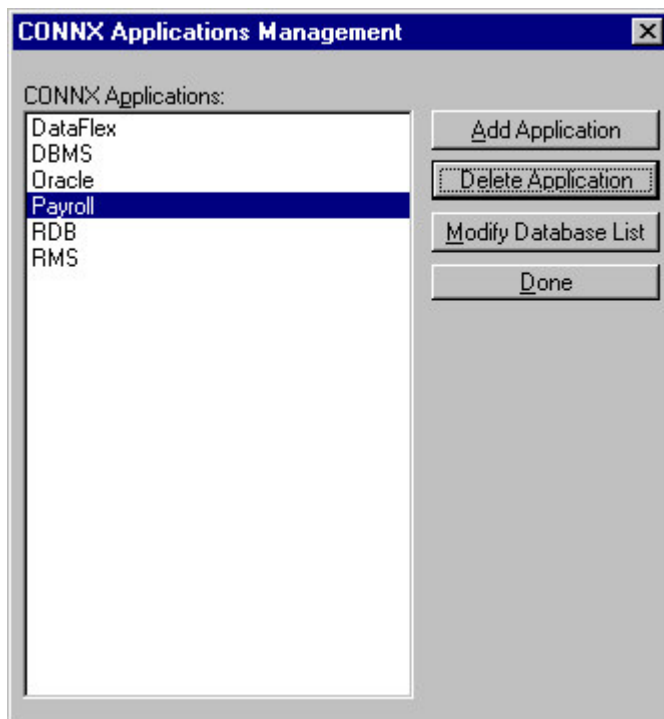 CONNX Applications Management
CONNX Applications:
DataFlex
DBMS
Oracle
Payroll
RDB
RMS
Add Application
Delete Application
Modify Database List
Done